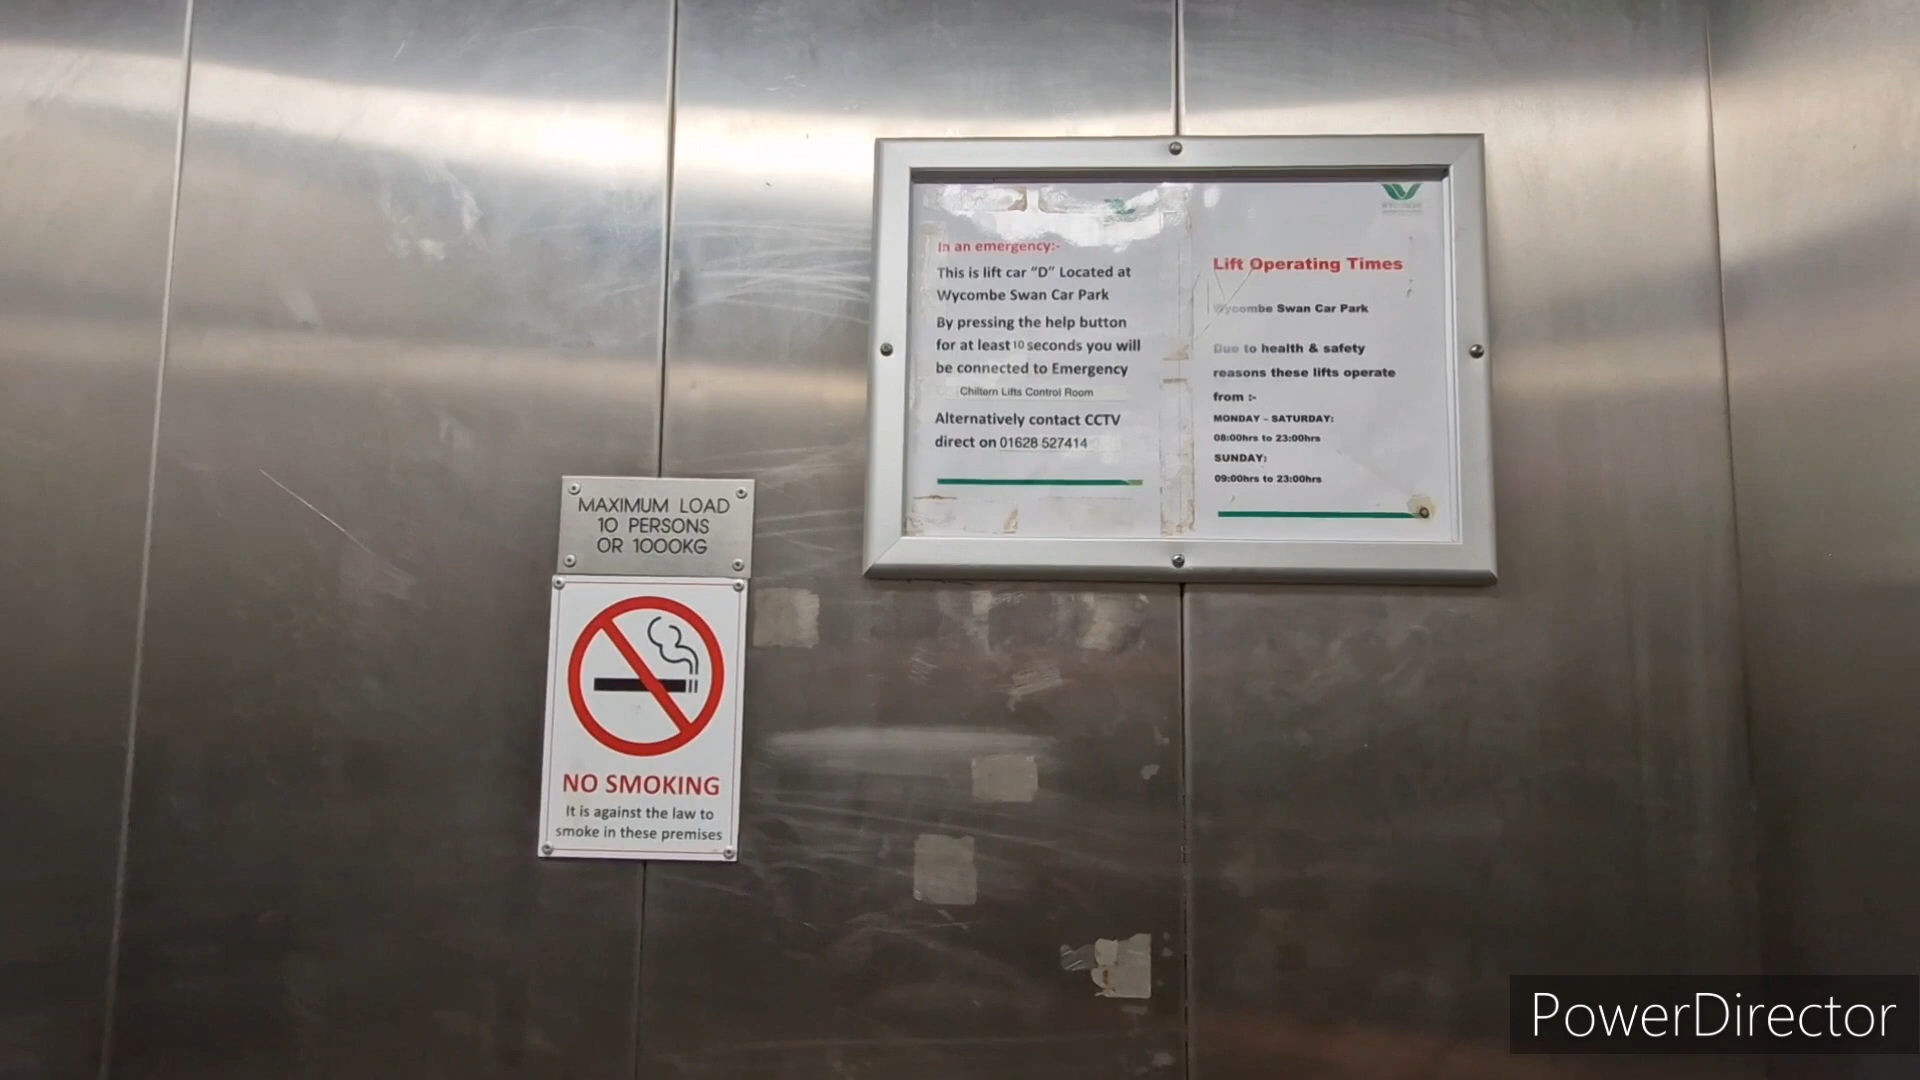 In an emergency:-
This is lift car “D” Located at
Wycombe Swan Car Park
By pressing the help button
for at least 10 seconds you will
be connected to Emergency
Chiltern Lifts Control Room
Alternatively contact CCTV
direct on 01628 527414
Lift Operating Times
Wycombe Swan Car Park
Due to health & safety
reasons these lifts operate
from :-
MONDAY – SATURDAY:
08:00hrs to 23:00hrs
SUNDAY:
09:00hrs to 23:00hrs
MAXIMUM LOAD
10 PERSONS
OR 1000KG
NO SMOKING
It is against the law to
smoke in these premises
PowerDirector